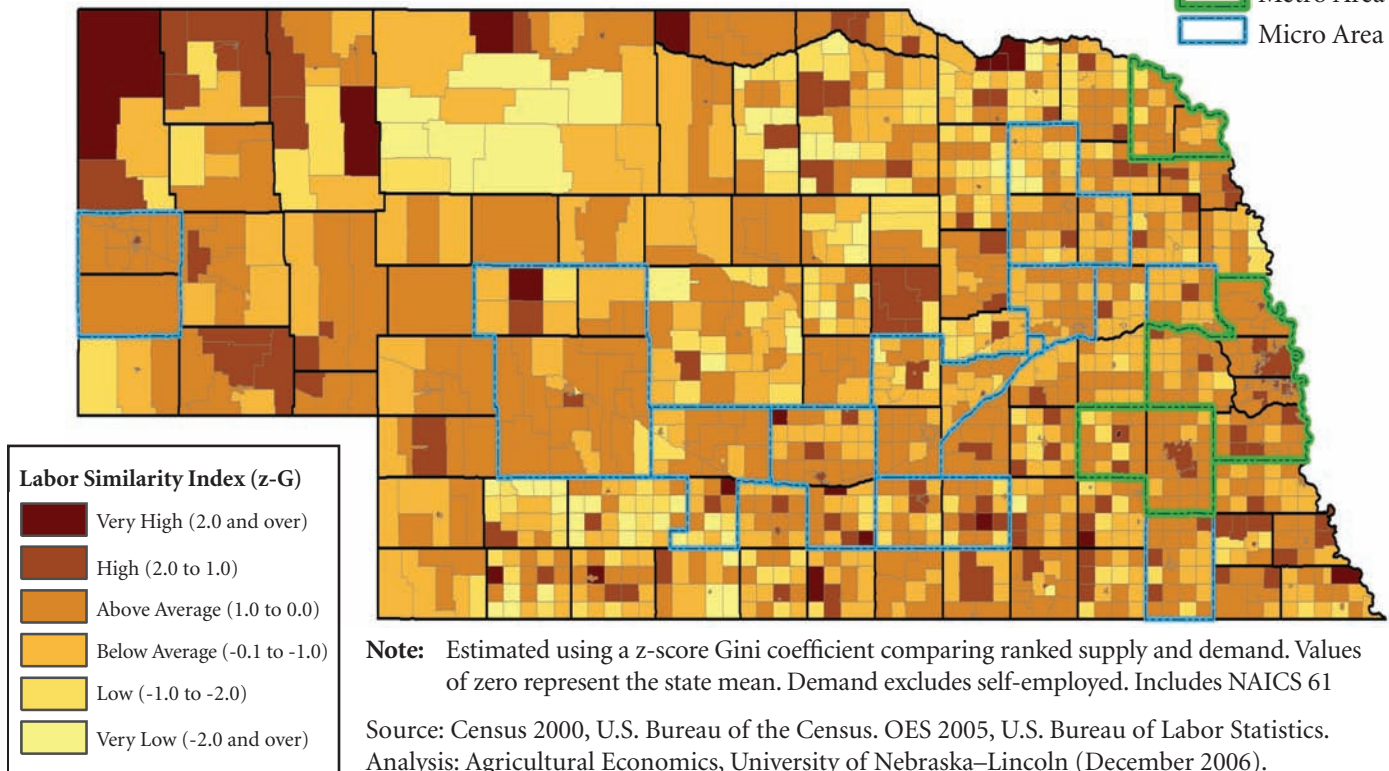 Metro Area
Micro Area
Labor Similarity Index (z-G)
Very High (2.0 and over)
High (2.0 to 1.0)
Above Average (1.0 to 0.0)
Below Average (-0.1 to -1.0)
Low (-1.0 to -2.0)
Very Low (-2.0 and over)
Note: Estimated using a z-score Gini coefficient comparing ranked supply and demand. Values
of zero represent the state mean. Demand excludes self-employed. Includes NAICS 61
Source: Census 2000, U.S. Bureau of the Census. OES 2005, U.S. Bureau of Labor Statistics.
Analysis: Agricultural Economics, University of Nebraska–Lincoln (December 2006).